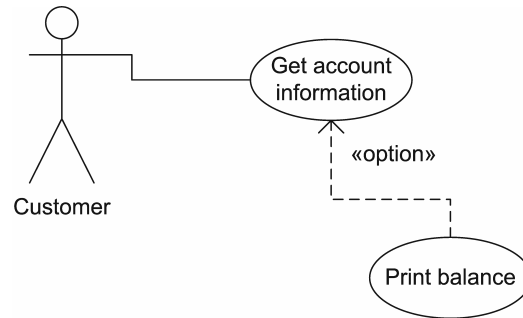 Get account
information
«option»
Customer
Print balance